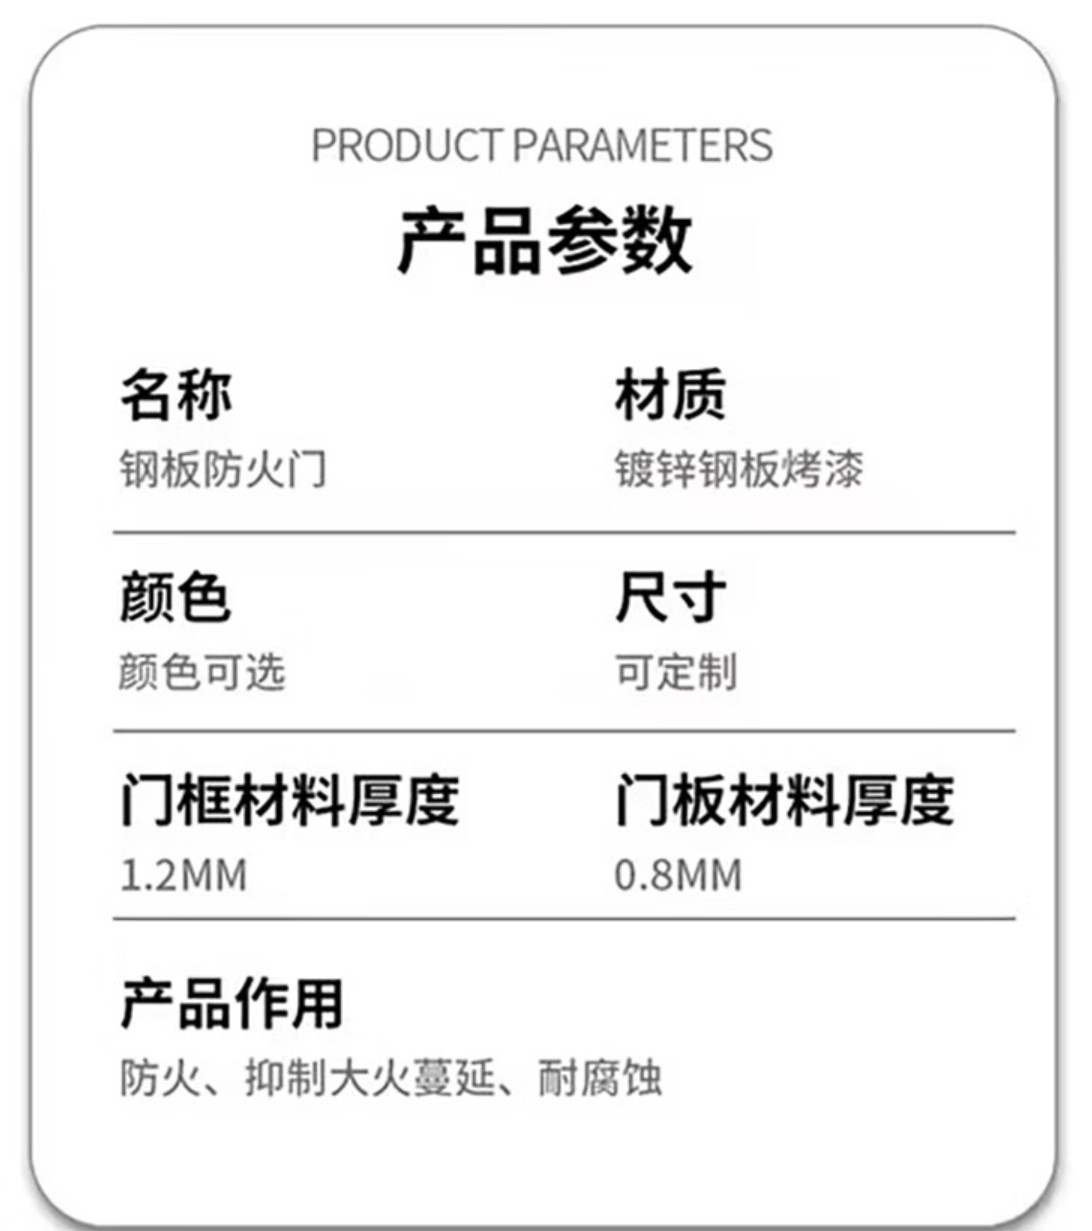 PRODUCT PARAMETERS
产品参数
名称
材质
钢板防火门
镀锌钢板烤漆
颜色
尺寸
颜色可选
可定制
门框材料厚度
门板材料厚度
1.2MM
0.8MM
产品作用
防火、抑制大火蔓延、耐腐蚀